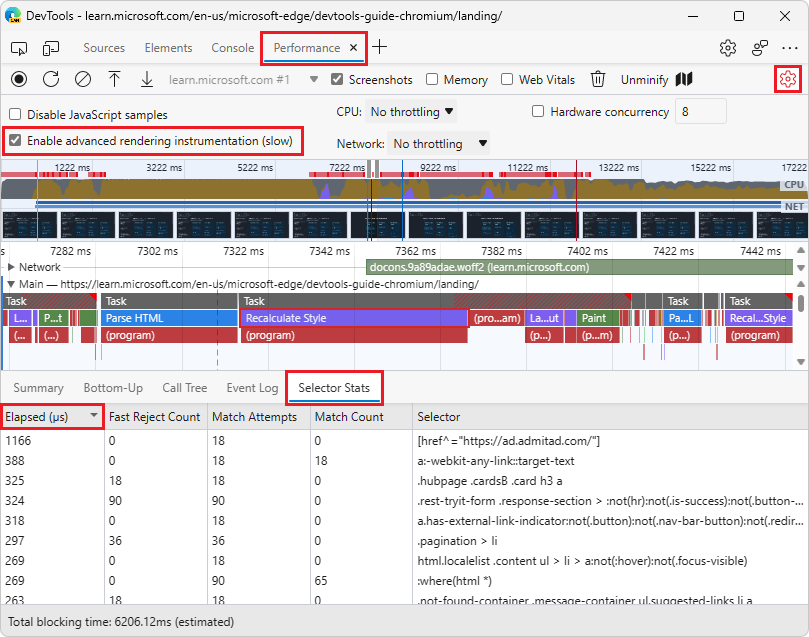 DevTools - learn.microsoft.com/en-us/microsoft-edge/devtools-guide-chromium/landing/
Sources Elements Console Performance
learn.microsoft.com #1 Screenshots Memory Web Vitals Unminify
Disable JavaScript samples CPU: No throttling Hardware concurrency 8
Enable advanced rendering instrumentation (slow) Network: No throttling
1222 ms 3222 ms 5222 ms 7222 ms 9222 ms 11222 ms 13222 ms 15222 ms 17222
CPU
NET
s 7282 ms 7302 ms 7322 ms 7342 ms 7362 ms 7382 ms 7402 ms 7422 ms 7442 ms
Network docons.9a89adae.woff2 (learn.microsoft.com)
Main — https://learn.microsoft.com/en-us/microsoft-edge/devtools-guide-chromium/landing/
Task Task Task Task Task
L... P...t Parse HTML Recalculate Style (pro...am) La...ut Paint Pa...L Recal...Style
(... (...) (program) (program) (p...) (p...m) (p...) (program)
Summary Bottom-Up Call Tree Event Log Selector Stats
Elapsed (µs) Fast Reject Count Match Attempts Match Count Selector
1166 0 18 0 [href^="https://ad.admitad.com/"]
388 0 18 18 a:-webkit-any-link::target-text
325 18 18 0 .hubpage .cardsB .card h3 a
324 90 90 0 .rest-tryit-form .response-section > :not(hr):not(.is-success):not(.button-...
318 0 18 0 a.has-external-link-indicator:not(.button):not(.nav-bar-button):not(.redir...
297 36 36 0 .pagination > li
269 0 18 0 html.localelist .content ul > li > a:not(:hover):not(.focus-visible)
269 0 90 65 :where(html *)
263 18 18 0 .not-found-container .message-container ul.suggested-links li a
Total blocking time: 6206.12ms (estimated)